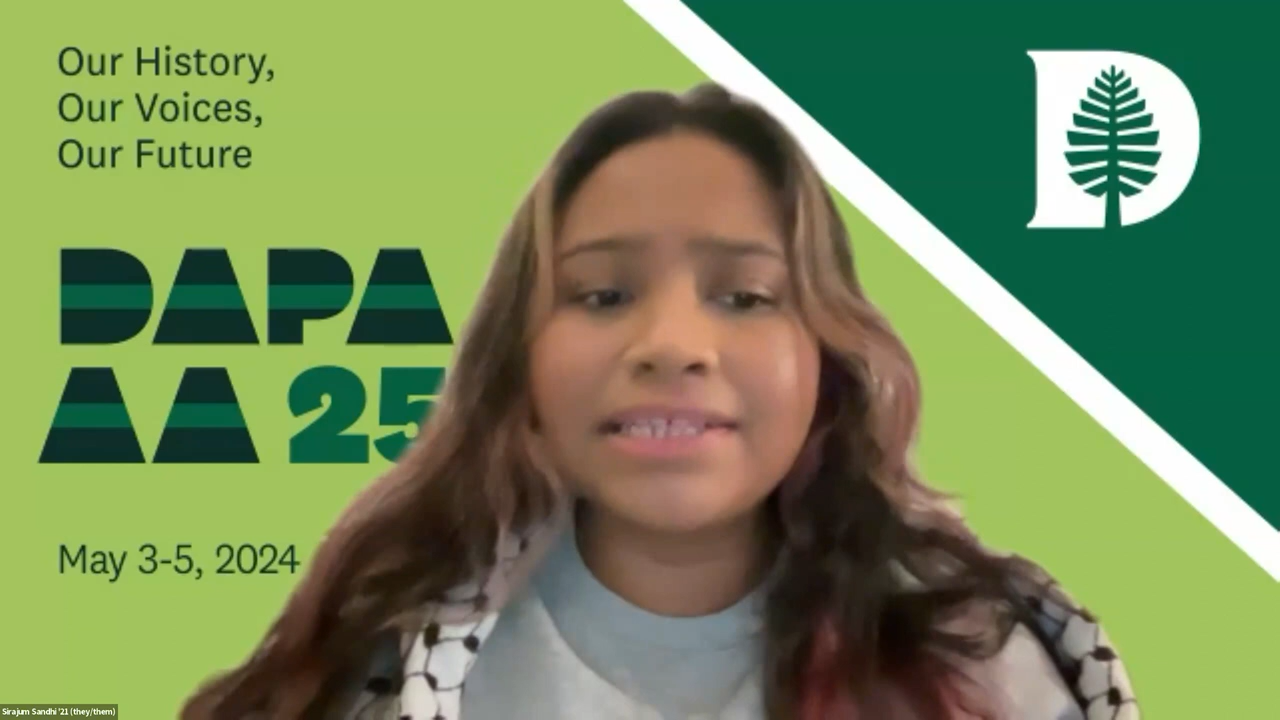 Our History,
Our Voices,
Our Future
DAPA
AA 25
May 3-5, 2024
D
Sirajum Sandhi '21 (they/them)